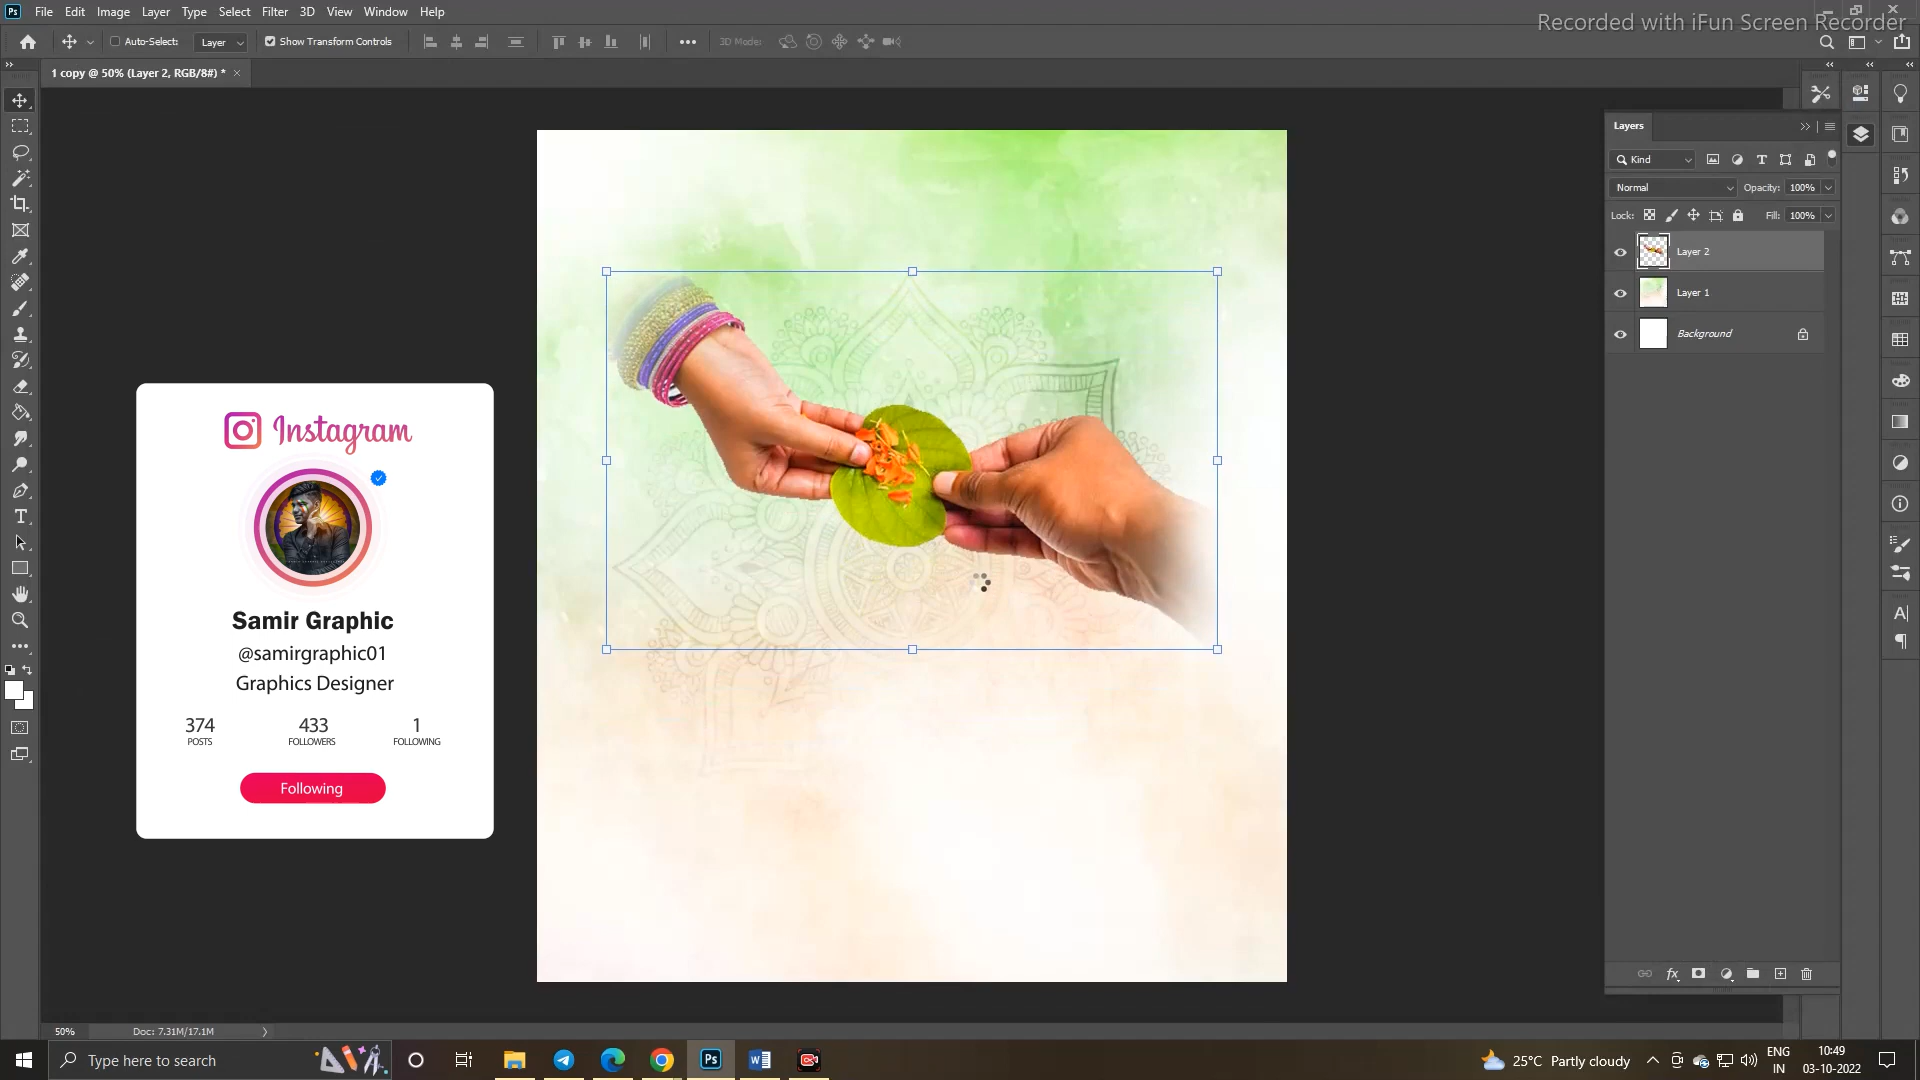 Ps File Edit Image Layer Type Select Filter 3D View Window Help
Recorded with iFun Screen Recorder
Auto-Select: Layer Show Transform Controls 3D Mode:
1 copy @ 50% (Layer 2, RGB/8#) *
Layers
Kind
Normal Opacity: 100%
Lock: Fill: 100%
Layer 2
Layer 1
Background
Instagram
Samir Graphic
@samirgraphic01
Graphics Designer
374 433 1
POSTS FOLLOWERS FOLLOWING
Following
50% Doc: 7.31M/17.1M
Type here to search
Ps
25°C Partly cloudy
ENG
IN
10:49
03-10-2022